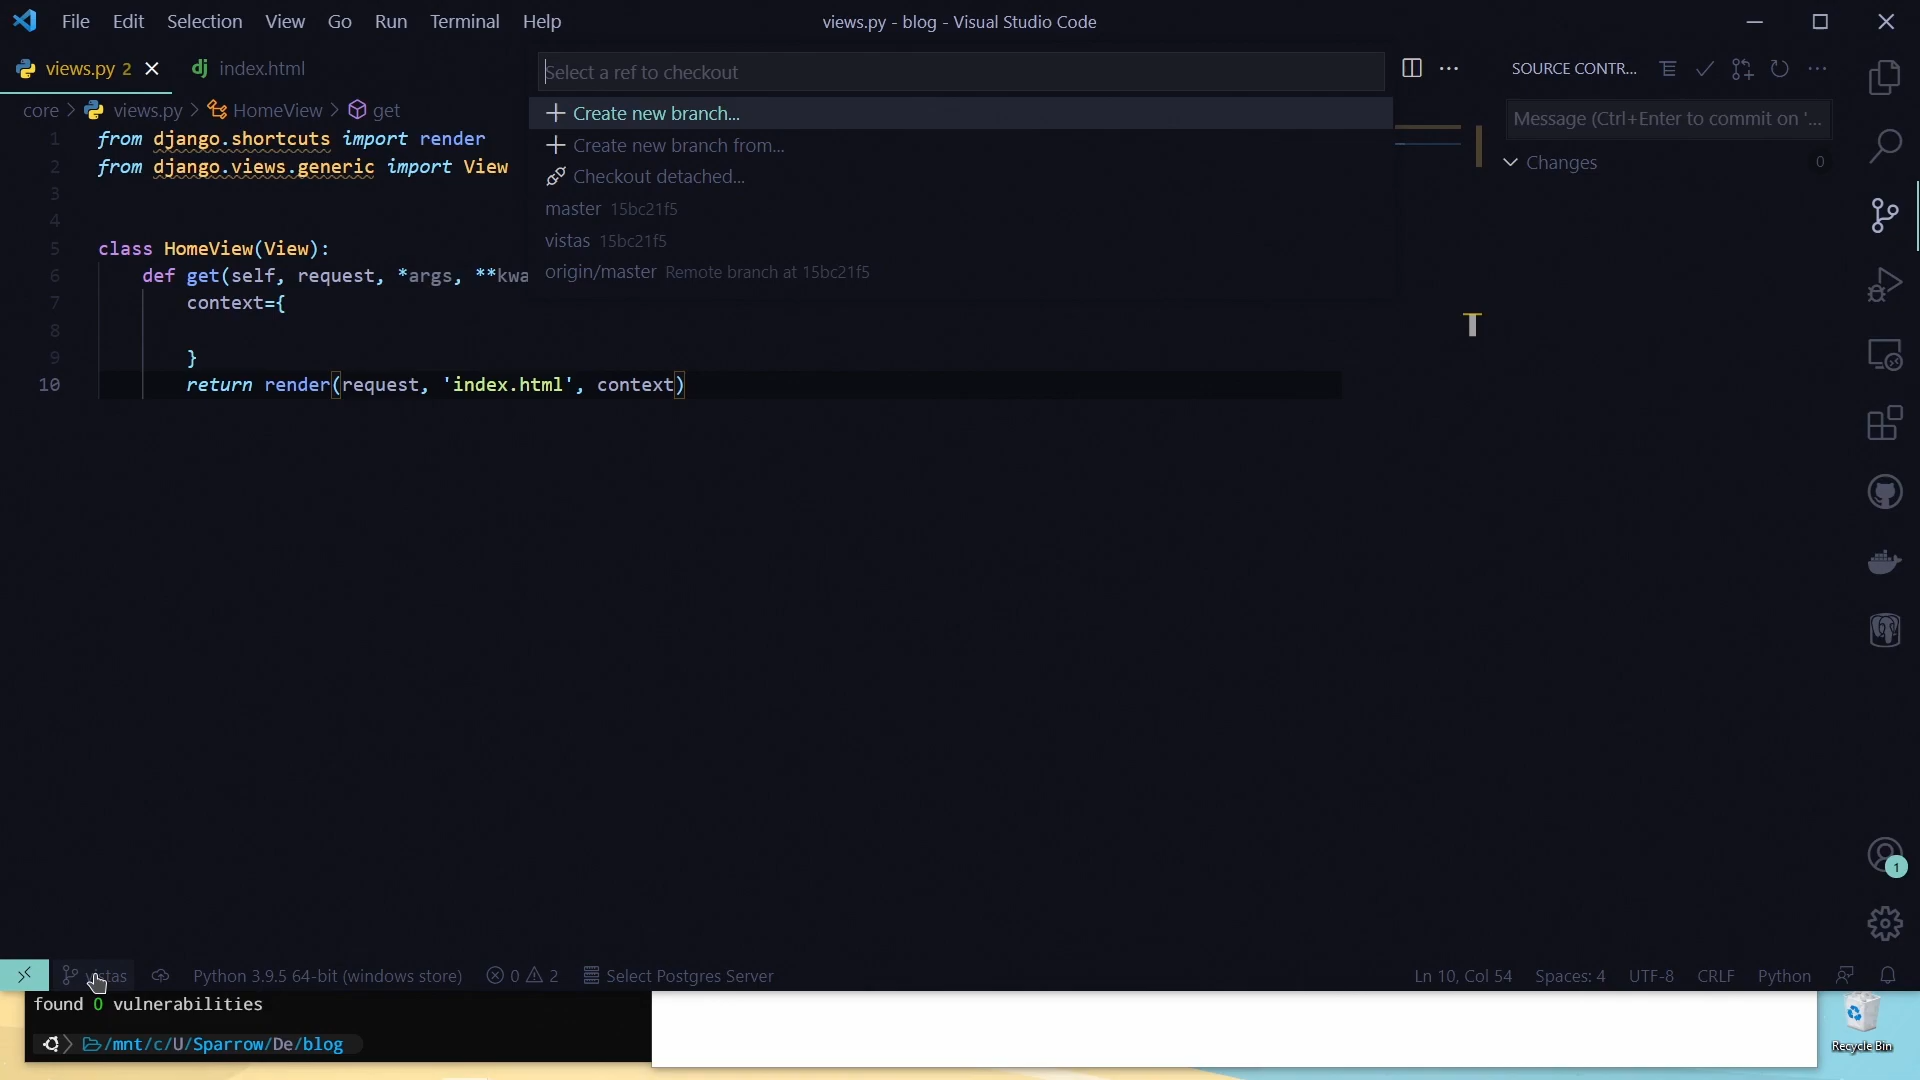 File Edit Selection View Go Run Terminal Help
views.py - blog - Visual Studio Code
views.py 2
index.html
Select a ref to checkout
SOURCE CONTR...
core > views.py > HomeView > get
Create new branch...
Message (Ctrl+Enter to commit on '...
Create new branch from...
Changes 0
Checkout detached...
master 15bc21f5
vistas 15bc21f5
origin/master Remote branch at 15bc21f5
1 from django.shortcuts import render
2 from django.views.generic import View
3
4
5 class HomeView(View):
6 def get(self, request, *args, **kwa
7 context={
8
9 }
10 return render(request, 'index.html', context)
1
vistas Python 3.9.5 64-bit (windows store) 0 2 Select Postgres Server
Ln 10, Col 54 Spaces: 4 UTF-8 CRLF Python
found 0 vulnerabilities
/mnt/c/U/Sparrow/De/blog
Recycle Bin